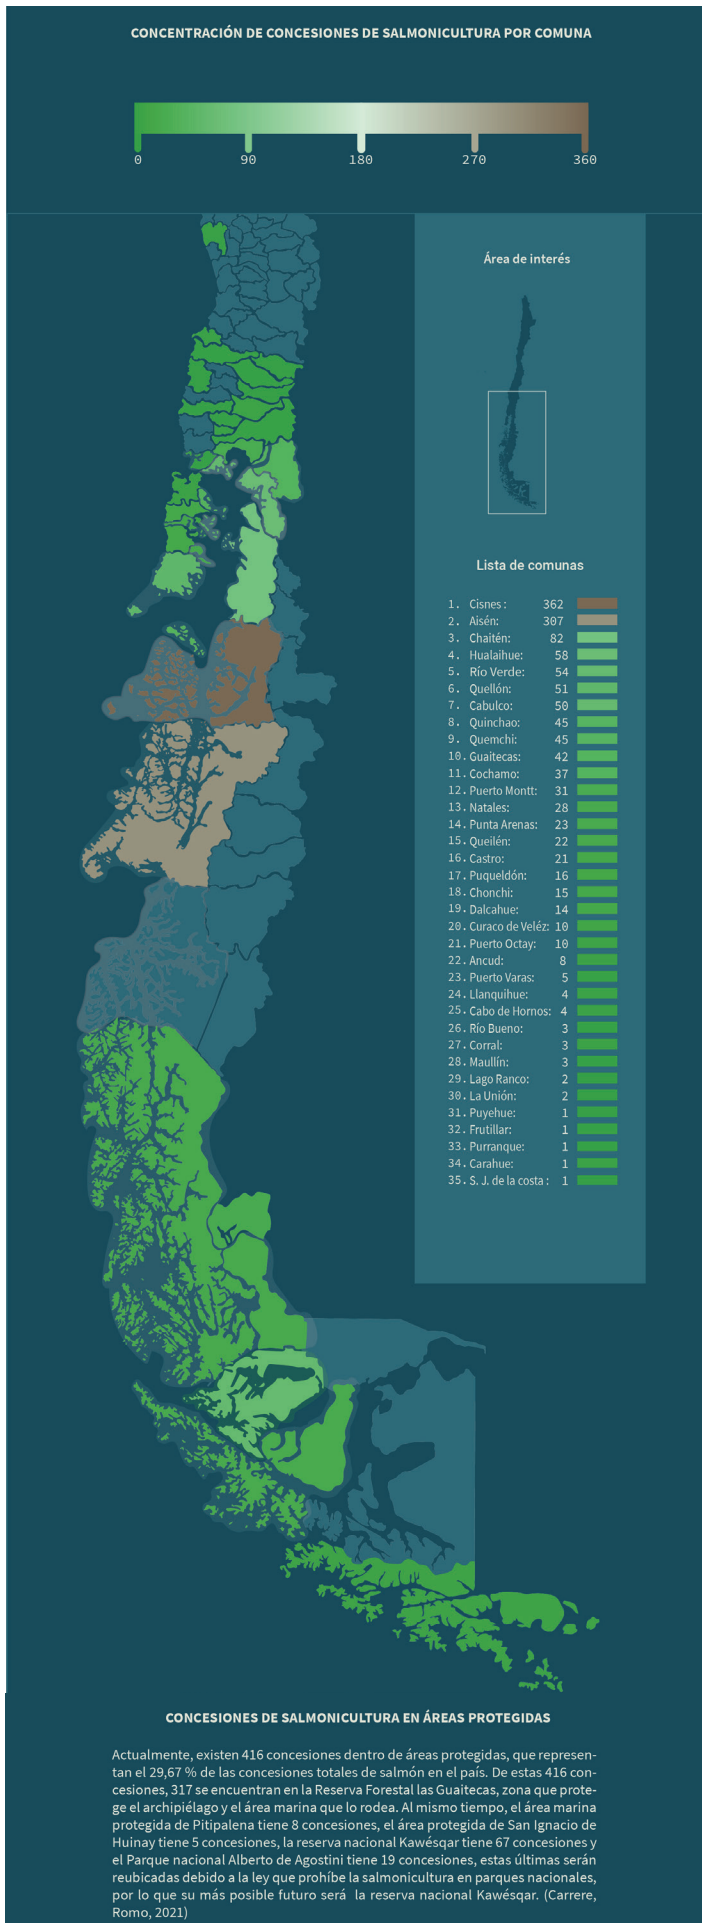 CONCENTRACIÓN DE CONCESIONES DE SALMONICULTURA POR COMUNA
0 90 180 270 360
Área de interés
Lista de comunas
1. Cisnes : 362
2. Aisén: 307
3. Chaitén: 82
4. Hualaihue: 58
5. Río Verde: 54
6. Quellón: 51
7. Cabulco: 50
8. Quinchao: 45
9. Quemchi: 45
10. Guaitecas: 42
11. Cochamo: 37
12. Puerto Montt: 31
13. Natales: 28
14. Punta Arenas: 23
15. Queilén: 22
16. Castro: 21
17. Puqueldón: 16
18. Chonchi: 15
19. Dalcahue: 14
20. Curaco de Veléz: 10
21. Puerto Octay: 10
22. Ancud: 8
23. Puerto Varas: 5
24. Llanquihue: 4
25. Cabo de Hornos: 4
26. Río Bueno: 3
27. Corral: 3
28. Maullín: 3
29. Lago Ranco: 2
30. La Unión: 2
31. Puyehue: 1
32. Frutillar: 1
33. Purranque: 1
34. Carahue: 1
35. S. J. de la costa : 1
CONCESIONES DE SALMONICULTURA EN ÁREAS PROTEGIDAS
Actualmente, existen 416 concesiones dentro de áreas protegidas, que represen-
tan el 29,67 % de las concesiones totales de salmón en el país. De estas 416 con-
cesiones, 317 se encuentran en la Reserva Forestal las Guaitecas, zona que prote-
ge el archipiélago y el área marina que lo rodea. Al mismo tiempo, el área marina
protegida de Pitipalena tiene 8 concesiones, el área protegida de San Ignacio de
Huinay tiene 5 concesiones, la reserva nacional Kawésqar tiene 67 concesiones y
el Parque nacional Alberto de Agostini tiene 19 concesiones, estas últimas serán
reubicadas debido a la ley que prohíbe la salmonicultura en parques nacionales,
por lo que su más posible futuro será la reserva nacional Kawésqar. (Carrere,
Romo, 2021)